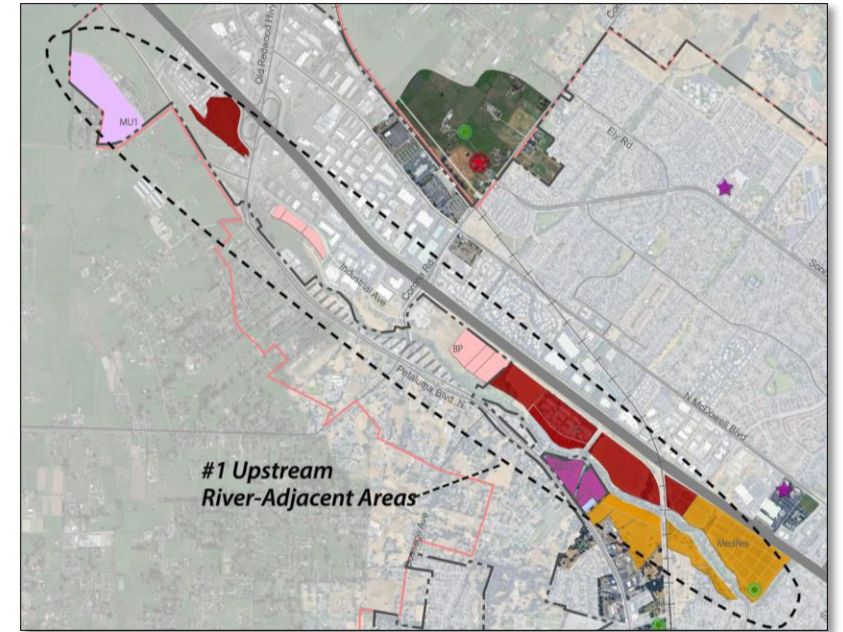 Old Redwood Hwy
MU1
Ely Rd
Industrial Ave
Corona Rd
BP
Petaluma Blvd. N
N McDowell Blvd
#1 Upstream
River-Adjacent Areas
MedRes